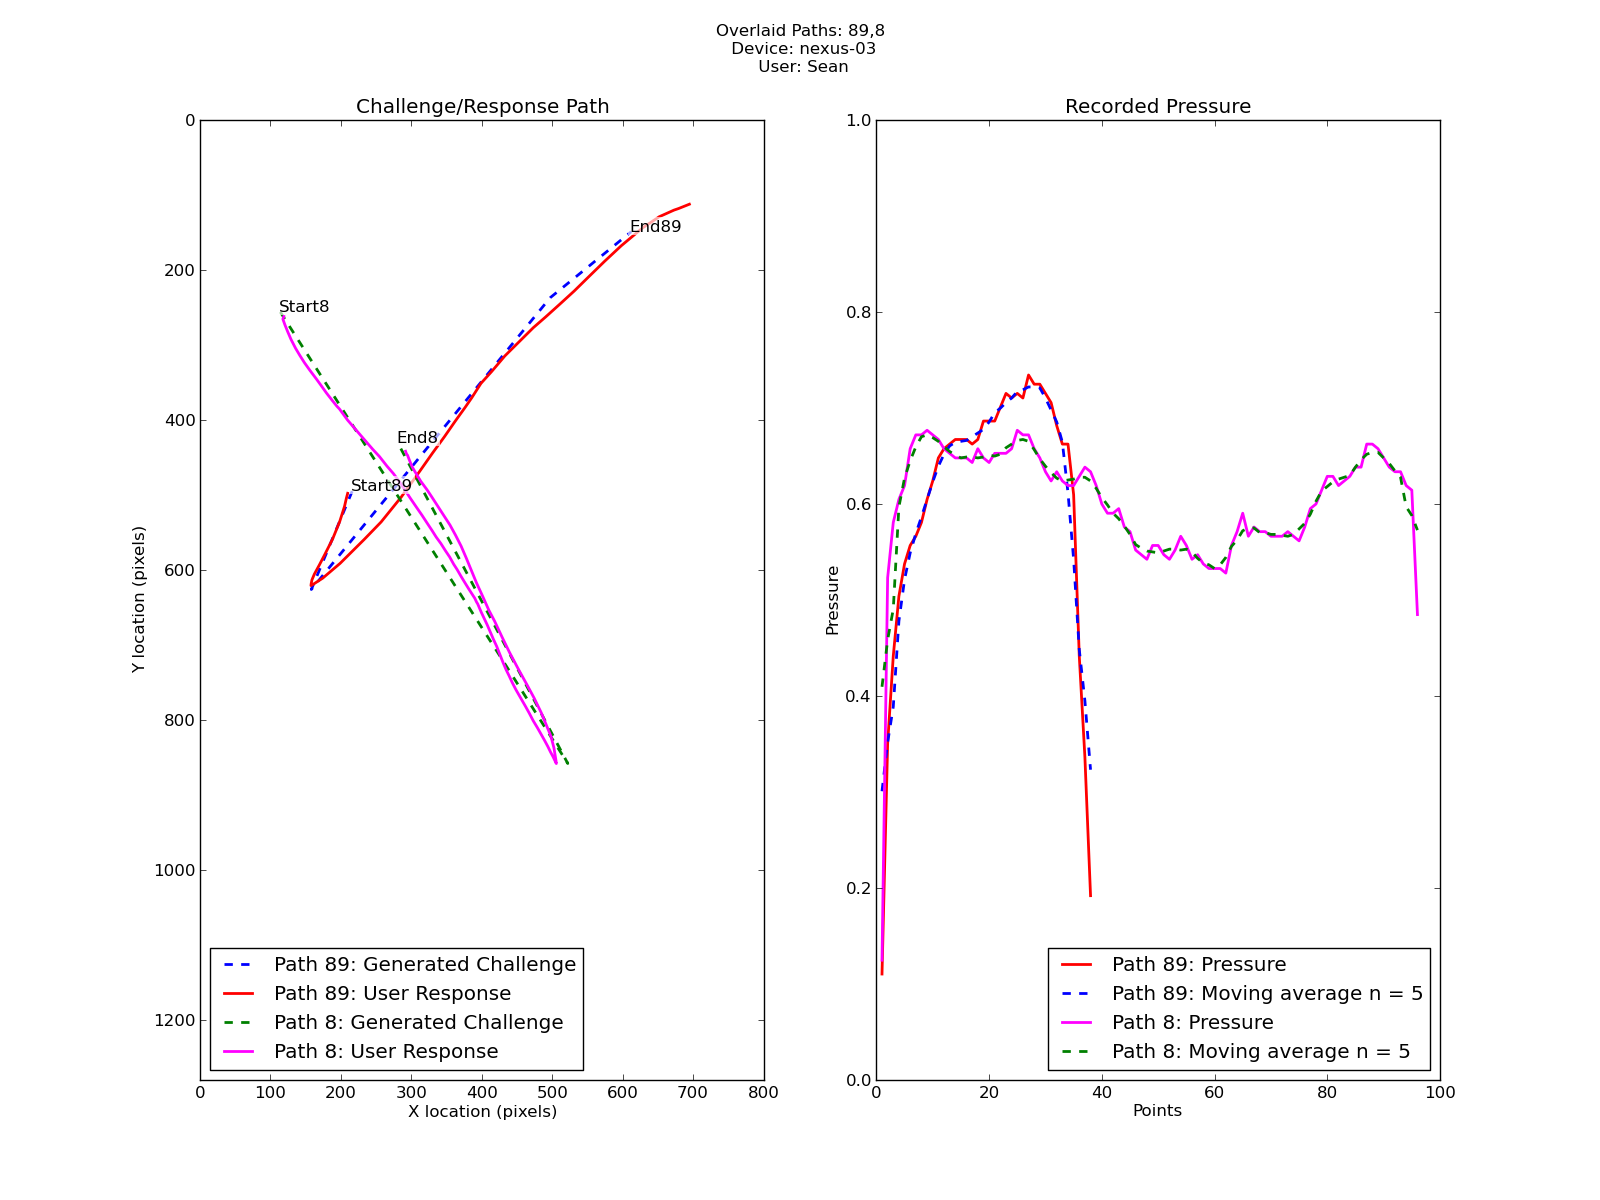 Overlaid Paths: 89,8
Device: nexus-03
User: Sean
Challenge/Response Path
0
200
400
600
800
1000
1200
Y location (pixels)
Start8
End89
End8
Start89
Path 89: Generated Challenge
Path 89: User Response
Path 8: Generated Challenge
Path 8: User Response
0 100 200 300 400 500 600 700 800
X location (pixels)
Recorded Pressure
1.0
0.8
0.6
0.4
0.2
0.0
Pressure
Path 89: Pressure
Path 89: Moving average n = 5
Path 8: Pressure
Path 8: Moving average n = 5
0 20 40 60 80 100
Points